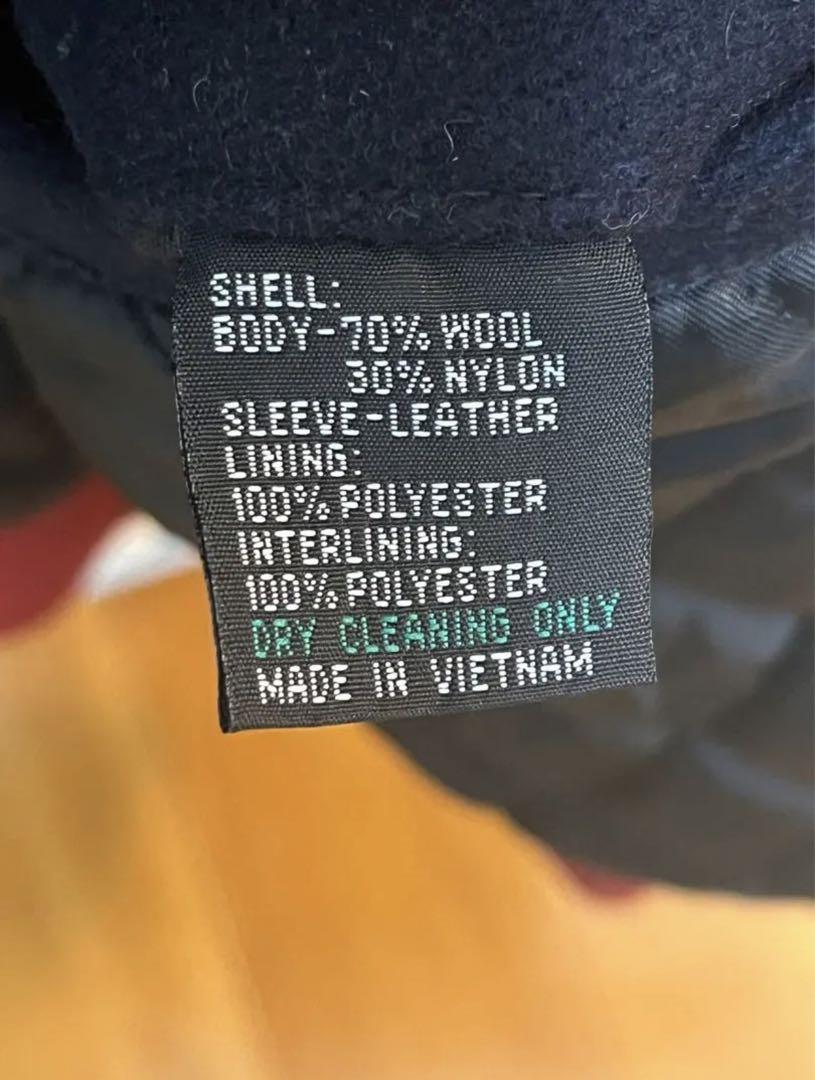 SHELL:
BODY-70% WOOL
30% NYLON
SLEEVE-LEATHER
LINING:
100% POLYESTER
INTERLINING:
100% POLYESTER
DRY CLEANING ONLY
MADE IN VIETNAM